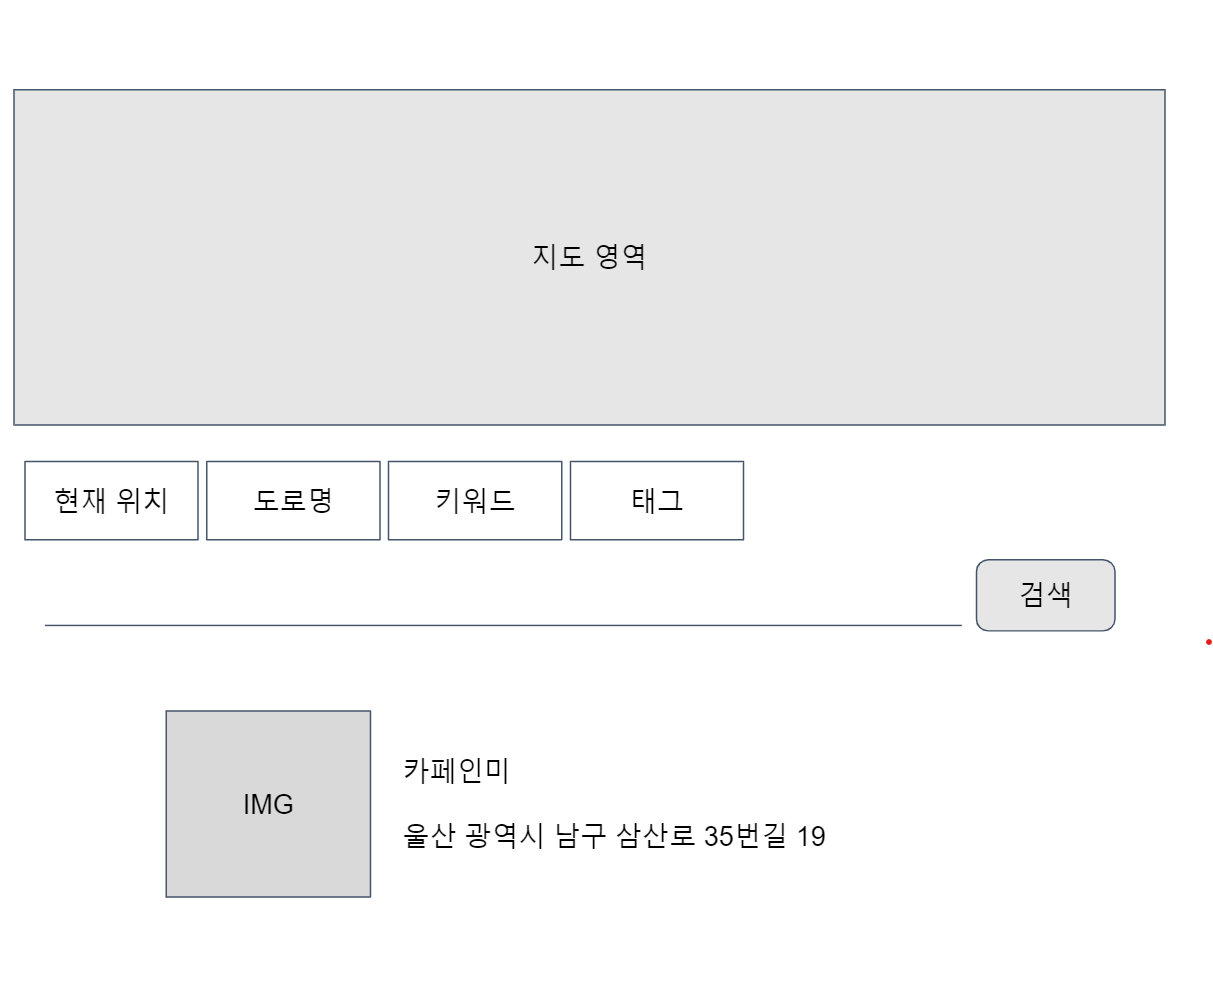 지도 영역
현재 위치
도로명
키워드
태그
검색
IMG
카페인미
울산 광역시 남구 삼산로 35번길 19